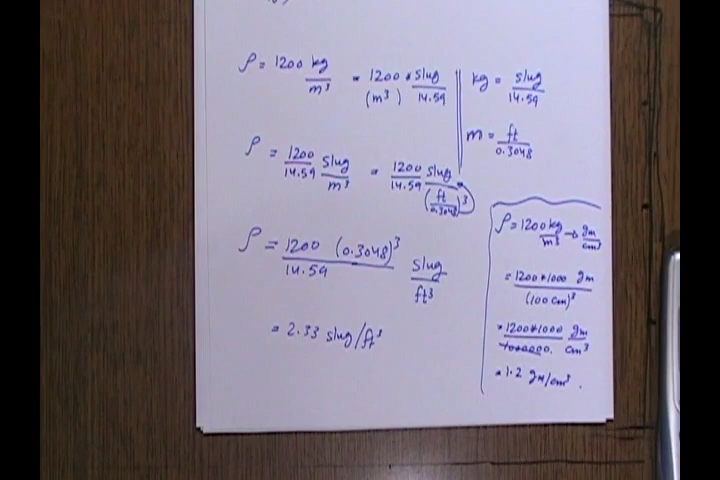 ρ = 1200 kg/m³ = 1200 * slug/(m³) 14.59
kg = slug/14.59
m = ft/0.3048
ρ = 1200/14.59 slug/m³ = 1200/14.59 slug/(ft/0.3048)³
ρ = 1200 (0.3048)³/14.59 slug/ft³
= 2.33 slug/ft³
ρ = 1200 kg/m³ → gm/cm³
= 1200*1000 gm/(100 cm)³
= 1200*1000/1000000. gm/cm³
= 1.2 gm/cm³.